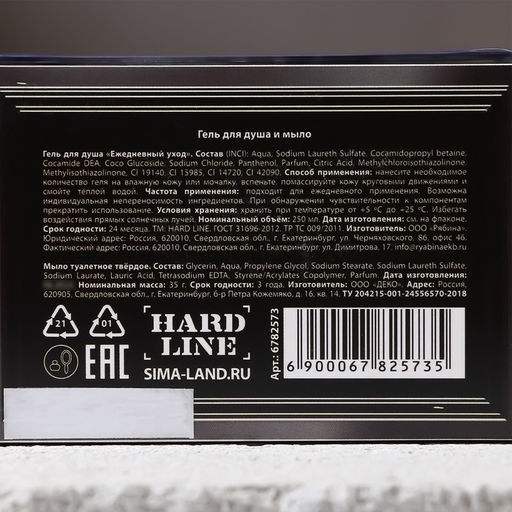 Гель для душа и мыло
Гель для душа «Ежедневный уход». Состав (INCI): Aqua, Sodium Laureth Sulfate, Cocamidopropyl betaine,
Cocamide DEA, Coco Glucoside, Sodium Chloride, Panthenol, Parfum, Citric Acid, Methylchloroisothiazolinone,
Methylisothiazolinone, CI 19140, CI 15985, CI 14720, CI 42090. Способ применения: нанесите необходимое
количество геля на влажную кожу или мочалку, вспеньте, помассируйте кожу круговыми движениями и
смойте тёплой водой. Частота применения: подходит для ежедневного применения. Возможна
индивидуальная непереносимость ингредиентов. При обнаружении чувствительности к компонентам
прекратить использование. Условия хранения: хранить при температуре от +5 ºС до +25 ºС. Избегать
воздействия прямых солнечных лучей. Номинальный объём: 250 мл. Дата изготовления: см. на флаконе.
Срок годности: 24 месяца. ТМ: HARD LINE. ГОСТ 31696-2012. ТР ТС 009/2011. Изготовитель: ООО «Рябина».
Юридический адрес: Россия, 620010. Свердловская обл., г. Екатеринбург, ул. Черняховского, 86, офис 46.
Фактический адрес: Россия, 620010. Свердловская обл., г. Екатеринбург, ул. Димитрова, 17. info@ryabinaekb.ru
Мыло туалетное твёрдое. Состав: Glycerin, Aqua, Propylene Glycol, Sodium Stearate, Sodium
Laurate, Lauric Acid, Tetrasodium EDTA, Styrene/Acrylates Copolymer, Parfum. Дата изготовления:
Номинальная масса: 35 г. Срок годности: 3 года. Изготовитель: ООО «ДЕКО». Адрес: Россия,
620905, Свердловская обл., г. Екатеринбург, б-р Петра Кожемяко, д. 16, кв. 14. ТУ 204215-001-24556570-2018
21
01
EAC
HARD
LINE
SIMA-LAND.RU
Арт.: 6782573
6 900067 825735